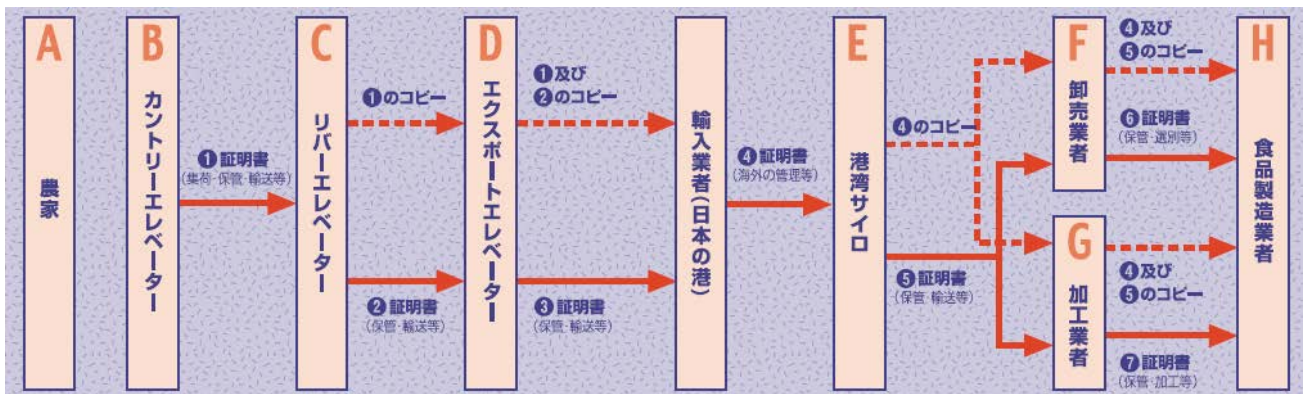 A
農家
B
カントリーエレベーター
❶証明書
(集荷・保管・輸送等)
C
リバーエレベーター
❶のコピー
❷証明書
(保管・輸送等)
D
エクスポートエレベーター
❶及び
❷のコピー
❸証明書
(保管・輸送等)
輸入業者(日本の港)
❹証明書
(海外の管理等)
E
港湾サイロ
❹のコピー
❺証明書
(保管・輸送等)
F
卸売業者
❹及び
❺のコピー
❻証明書
(保管・選別等)
G
加工業者
❹及び
❺のコピー
❼証明書
(保管・加工等)
H
食品製造業者